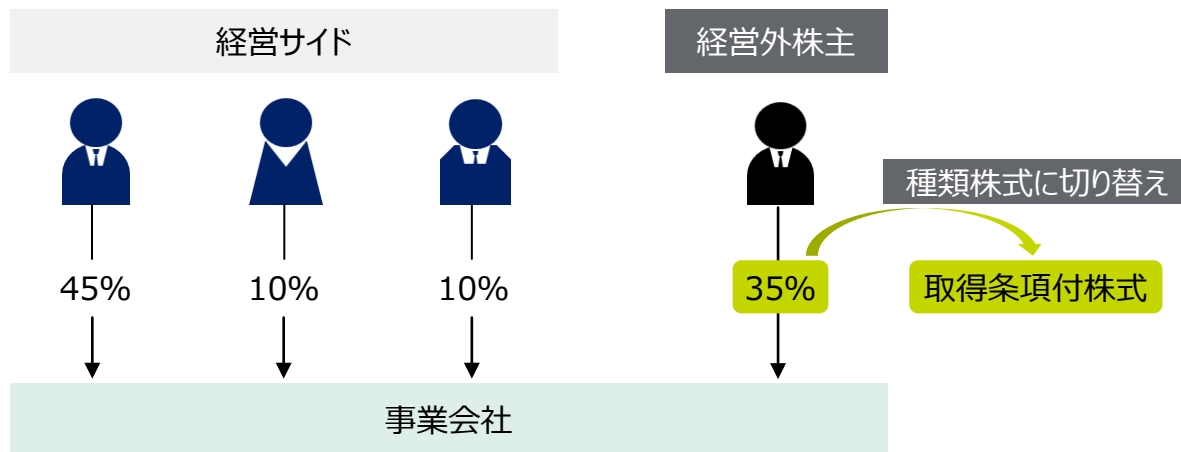 経営サイド
経営外株主
種類株式に切り替え
45%
10%
10%
35%
取得条項付株式
事業会社